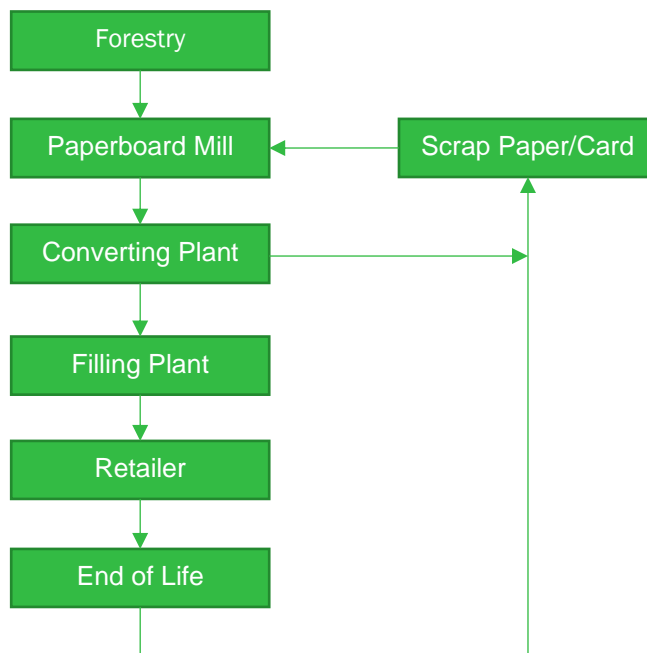 Forestry
Paperboard Mill
Scrap Paper/Card
Converting Plant
Filling Plant
Retailer
End of Life